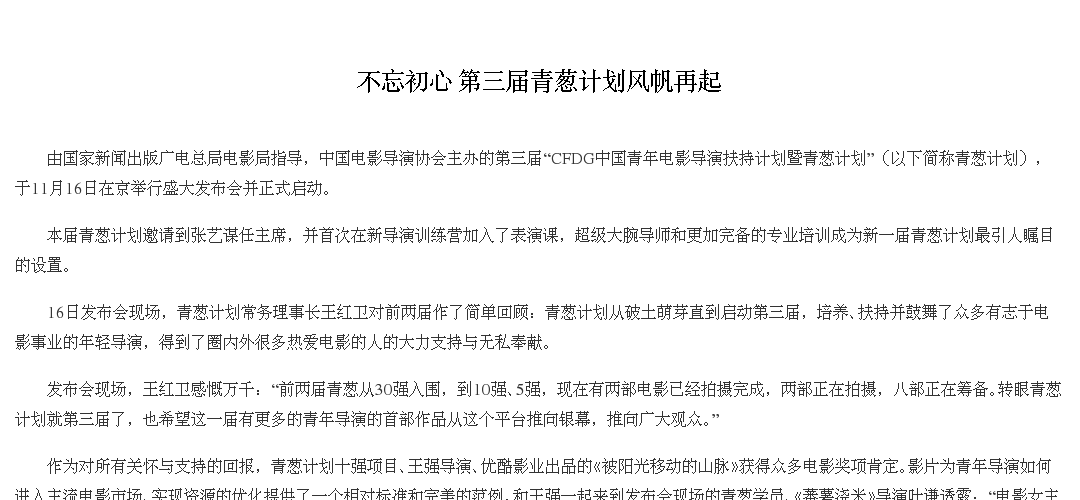 不忘初心 第三届青葱计划风帆再起
由国家新闻出版广电总局电影局指导，中国电影导演协会主办的第三届“CFDG中国青年电影导演扶持计划暨青葱计划”（以下简称青葱计划），
于11月16日在京举行盛大发布会并正式启动。
本届青葱计划邀请到张艺谋任主席，并首次在新导演训练营加入了表演课，超级大腕导师和更加完备的专业培训成为新一届青葱计划最引人瞩目
的设置。
16日发布会现场，青葱计划常务理事长王红卫对前两届作了简单回顾：青葱计划从破土萌芽直到启动第三届，培养、扶持并鼓舞了众多有志于电
影事业的年轻导演，得到了圈内外很多热爱电影的人的大力支持与无私奉献。
发布会现场，王红卫感慨万千：“前两届青葱从30强入围，到10强、5强，现在有两部电影已经拍摄完成，两部正在拍摄，八部正在筹备。转眼青葱
计划就第三届了，也希望这一届有更多的青年导演的首部作品从这个平台推向银幕，推向广大观众。”
作为对所有关怀与支持的回报，青葱计划十强项目、王强导演、优酷影业出品的《被阳光移动的山脉》获得众多电影奖项肯定。影片为青年导演如何
进入主流电影市场、实现资源的优化提供了一个相对标准和完美的范例。和王强一起来到发布会现场的青葱学员、《蕃薯浇米》导演叶谦透露：“电影女主